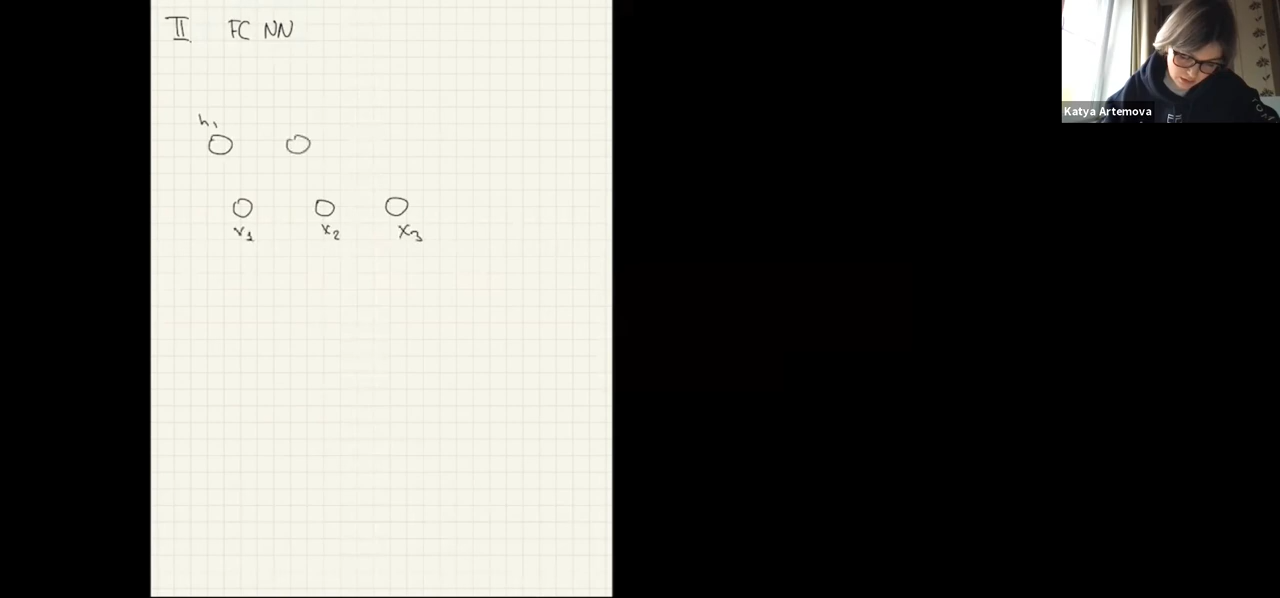 II FC NN
h₁
x₁ x₂ x₃
Katya Artemova